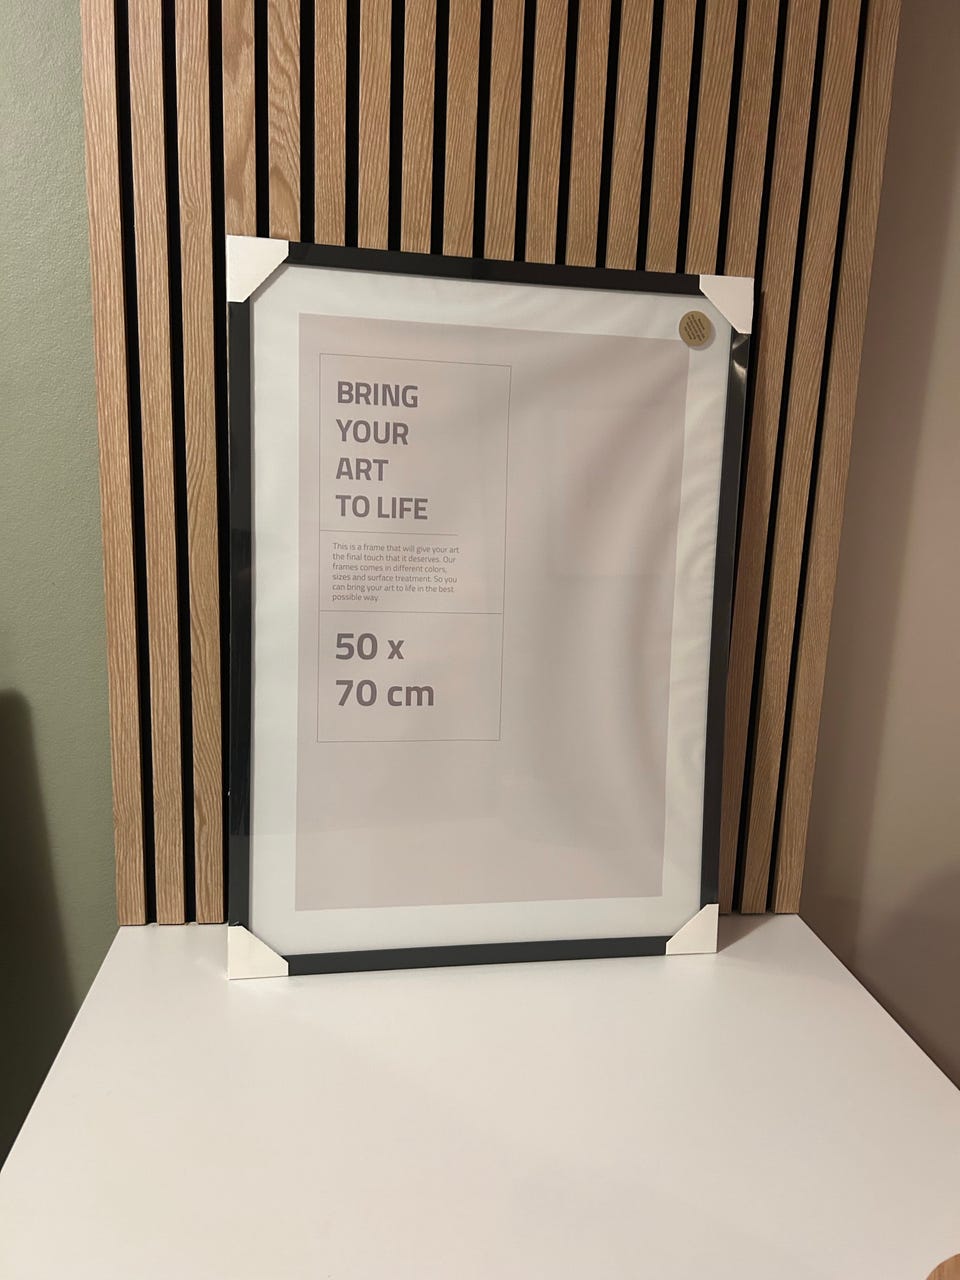 BRING
YOUR
ART
TO LIFE
This is a frame that will give your art
the final touch that it deserves. Our
frames comes in different colors,
sizes and surface treatment. So you
can bring your art to life in the best
possible way.
50 x
70 cm